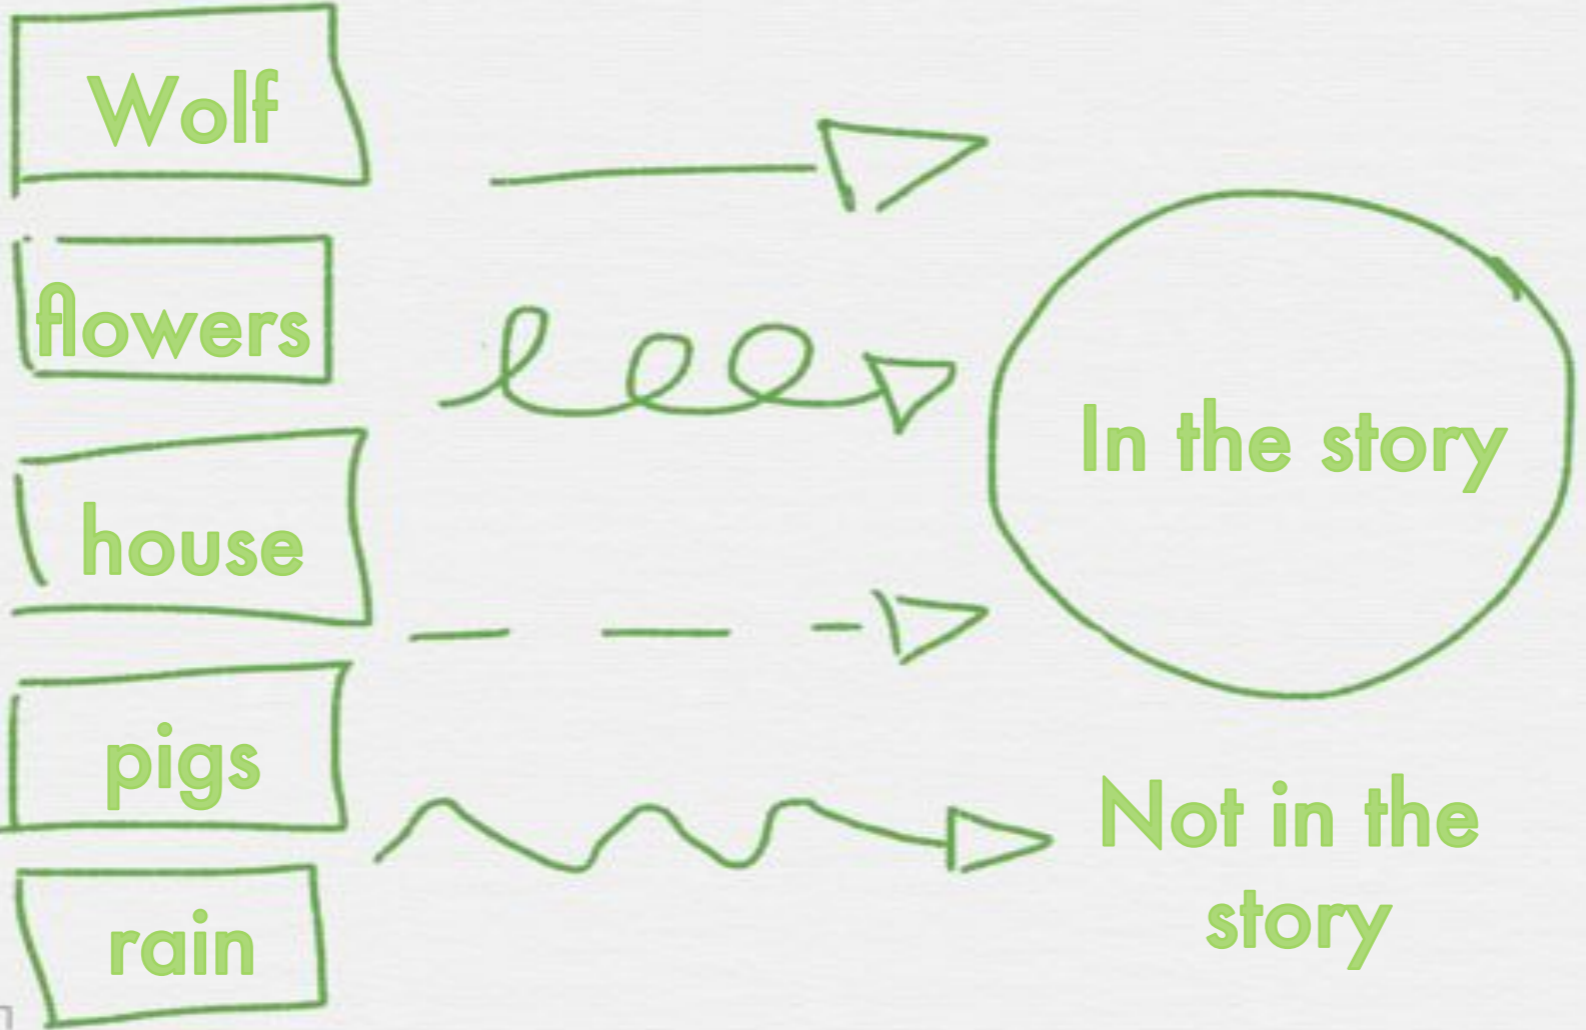 Wolf
flowers
house
pigs
rain
In the story
Not in the
story